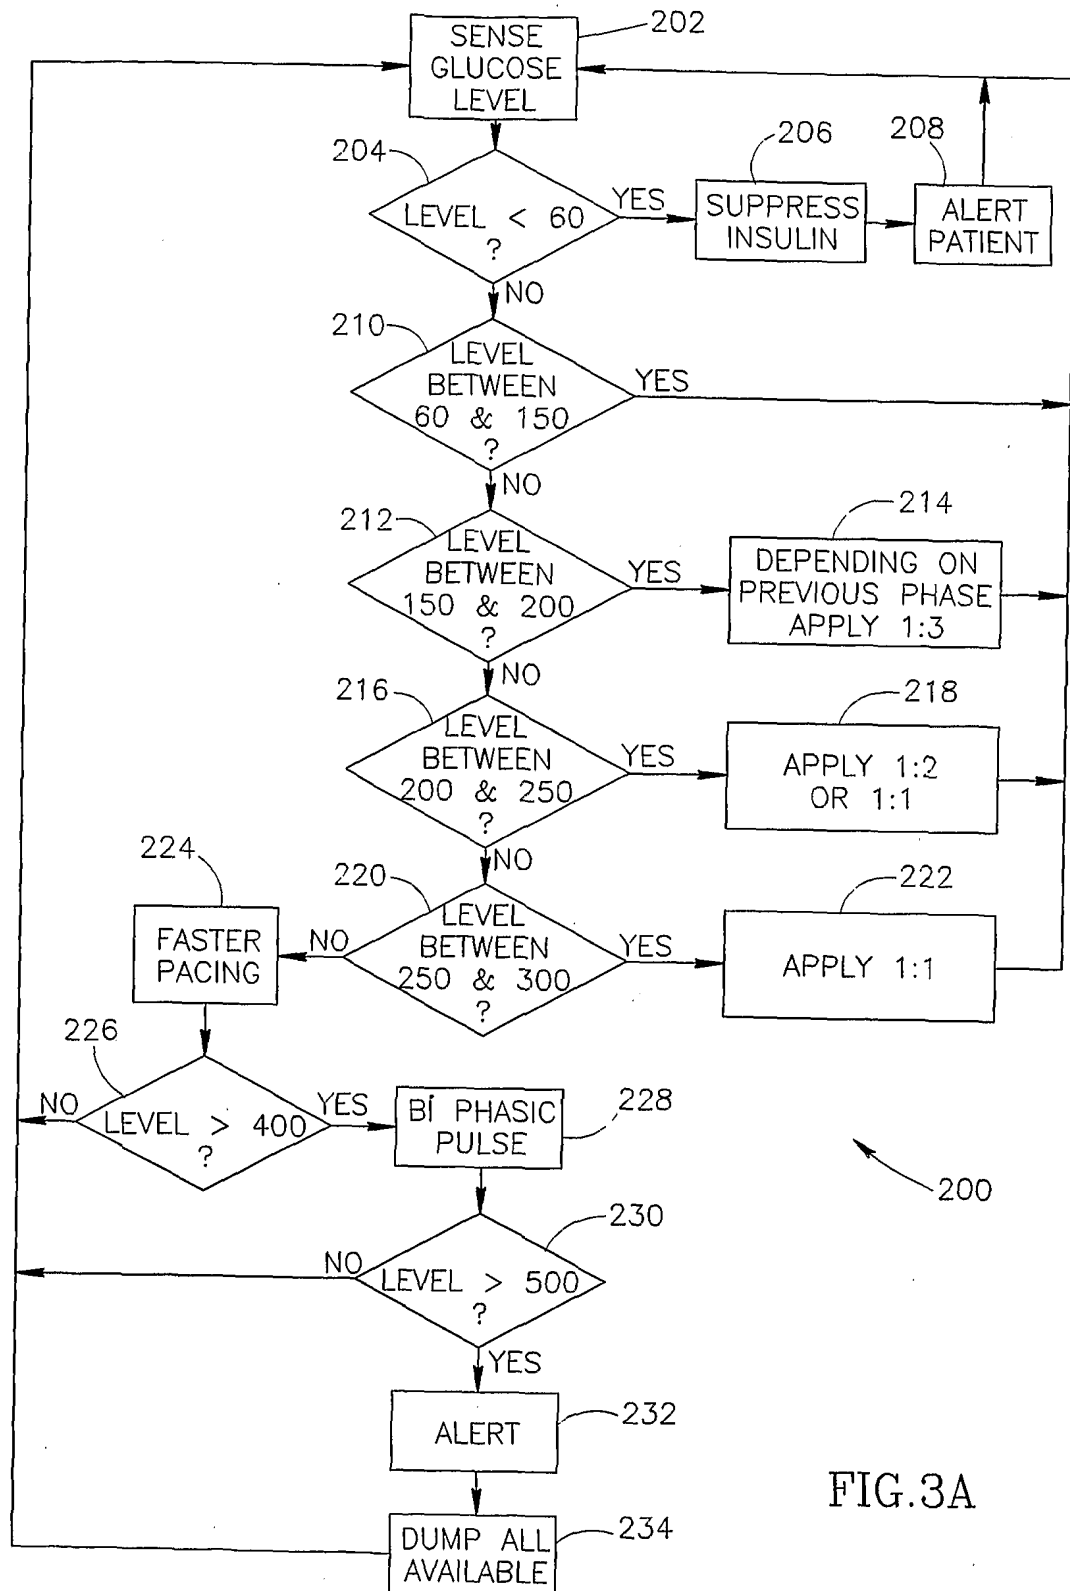 202
SENSE
GLUCOSE
LEVEL
204
206
208
LEVEL < 60
?
YES
SUPPRESS
INSULIN
ALERT
PATIENT
NO
210
LEVEL
BETWEEN
60 & 150
?
YES
NO
212
LEVEL
BETWEEN
150 & 200
?
YES
214
DEPENDING ON
PREVIOUS PHASE
APPLY 1:3
NO
216
LEVEL
BETWEEN
200 & 250
?
YES
218
APPLY 1:2
OR 1:1
NO
220
LEVEL
BETWEEN
250 & 300
?
YES
222
APPLY 1:1
NO
224
FASTER
PACING
226
LEVEL > 400
?
NO
YES
BI PHASIC
PULSE
228
200
230
LEVEL > 500
?
NO
YES
ALERT
232
DUMP ALL
AVAILABLE
234
FIG.3A